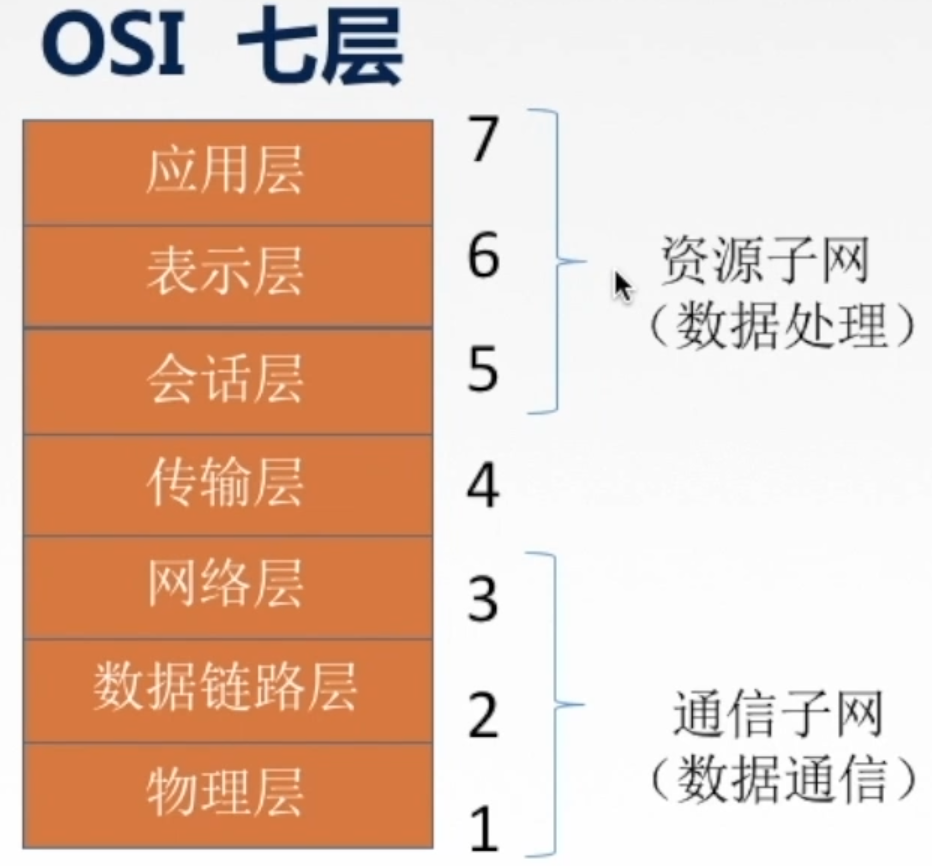 OSI 七层
应用层 7
表示层 6
资源子网
(数据处理)
会话层 5
传输层 4
网络层 3
数据链路层 2
通信子网
(数据通信)
物理层 1